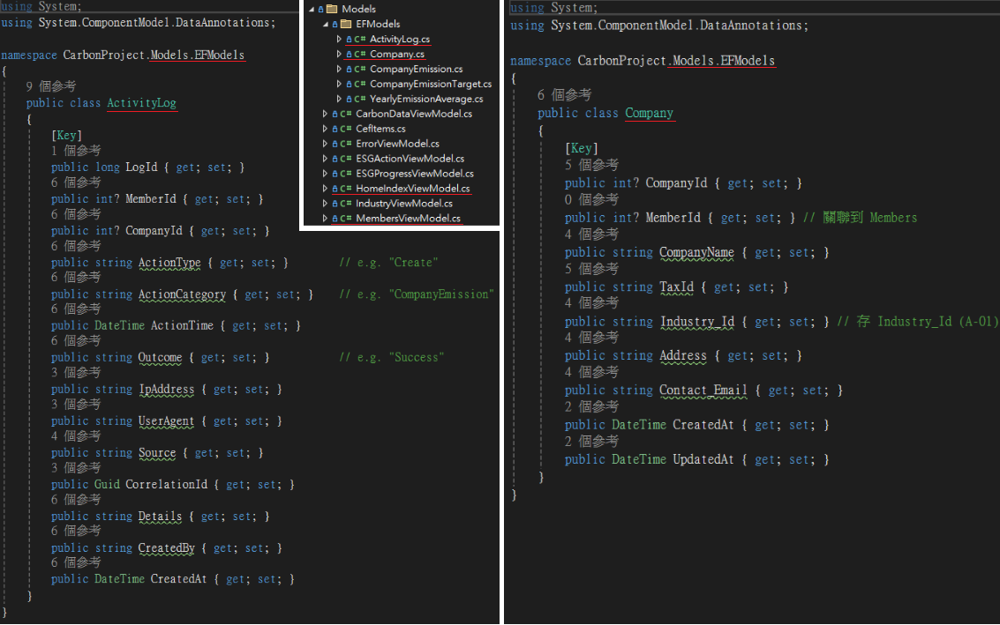 using System;
using System.ComponentModel.DataAnnotations;
namespace CarbonProject.Models.EFModels
{
9 個參考
public class ActivityLog
{
[Key]
1 個參考
public long LogId { get; set; }
6 個參考
public int? MemberId { get; set; }
6 個參考
public int? CompanyId { get; set; }
6 個參考
public string ActionType { get; set; } // e.g. "Create"
6 個參考
public string ActionCategory { get; set; } // e.g. "CompanyEmission"
6 個參考
public DateTime ActionTime { get; set; }
6 個參考
public string Outcome { get; set; } // e.g. "Success"
3 個參考
public string IpAddress { get; set; }
3 個參考
public string UserAgent { get; set; }
4 個參考
public string Source { get; set; }
3 個參考
public Guid CorrelationId { get; set; }
6 個參考
public string Details { get; set; }
6 個參考
public string CreatedBy { get; set; }
6 個參考
public DateTime CreatedAt { get; set; }
}
}
Models
EFModels
C# ActivityLog.cs
C# Company.cs
C# CompanyEmission.cs
C# CompanyEmissionTarget.cs
C# YearlyEmissionAverage.cs
C# CarbonDataViewModel.cs
C# CefItems.cs
C# ErrorViewModel.cs
C# ESGActionViewModel.cs
C# ESGProgressViewModel.cs
C# HomeIndexViewModel.cs
C# IndustryViewModel.cs
C# MembersViewModel.cs
using System;
using System.ComponentModel.DataAnnotations;
namespace CarbonProject.Models.EFModels
{
6 個參考
public class Company
{
[Key]
5 個參考
public int? CompanyId { get; set; }
0 個參考
public int? MemberId { get; set; } // 關聯到 Members
4 個參考
public string CompanyName { get; set; }
5 個參考
public string TaxId { get; set; }
4 個參考
public string Industry_Id { get; set; } // 存 Industry_Id (A-01)
4 個參考
public string Address { get; set; }
4 個參考
public string Contact_Email { get; set; }
2 個參考
public DateTime CreatedAt { get; set; }
2 個參考
public DateTime UpdatedAt { get; set; }
}
}